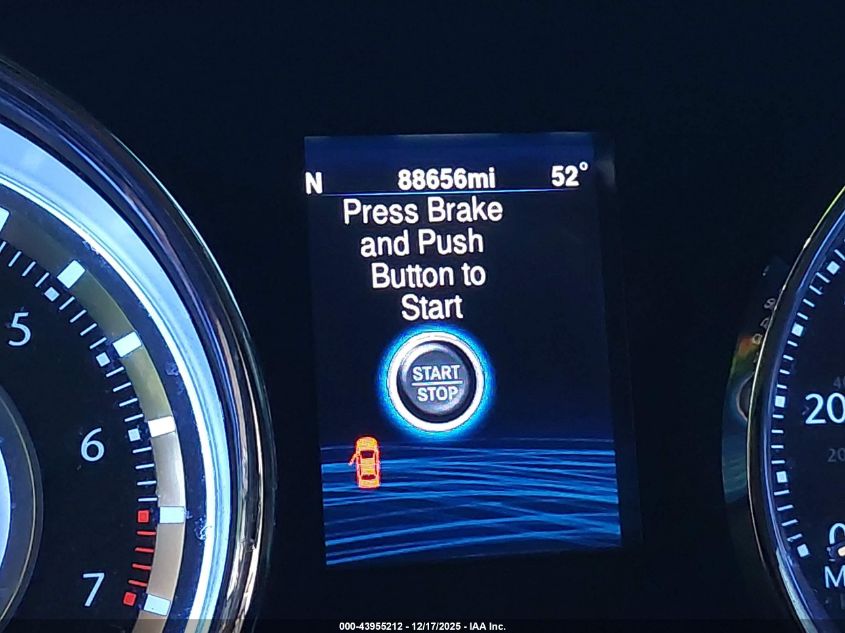 N 88656mi 52°
Press Brake
and Push
Button to
Start
START
STOP
5
6
7
20
000-43955212 - 12/17/2025 - IAA Inc.